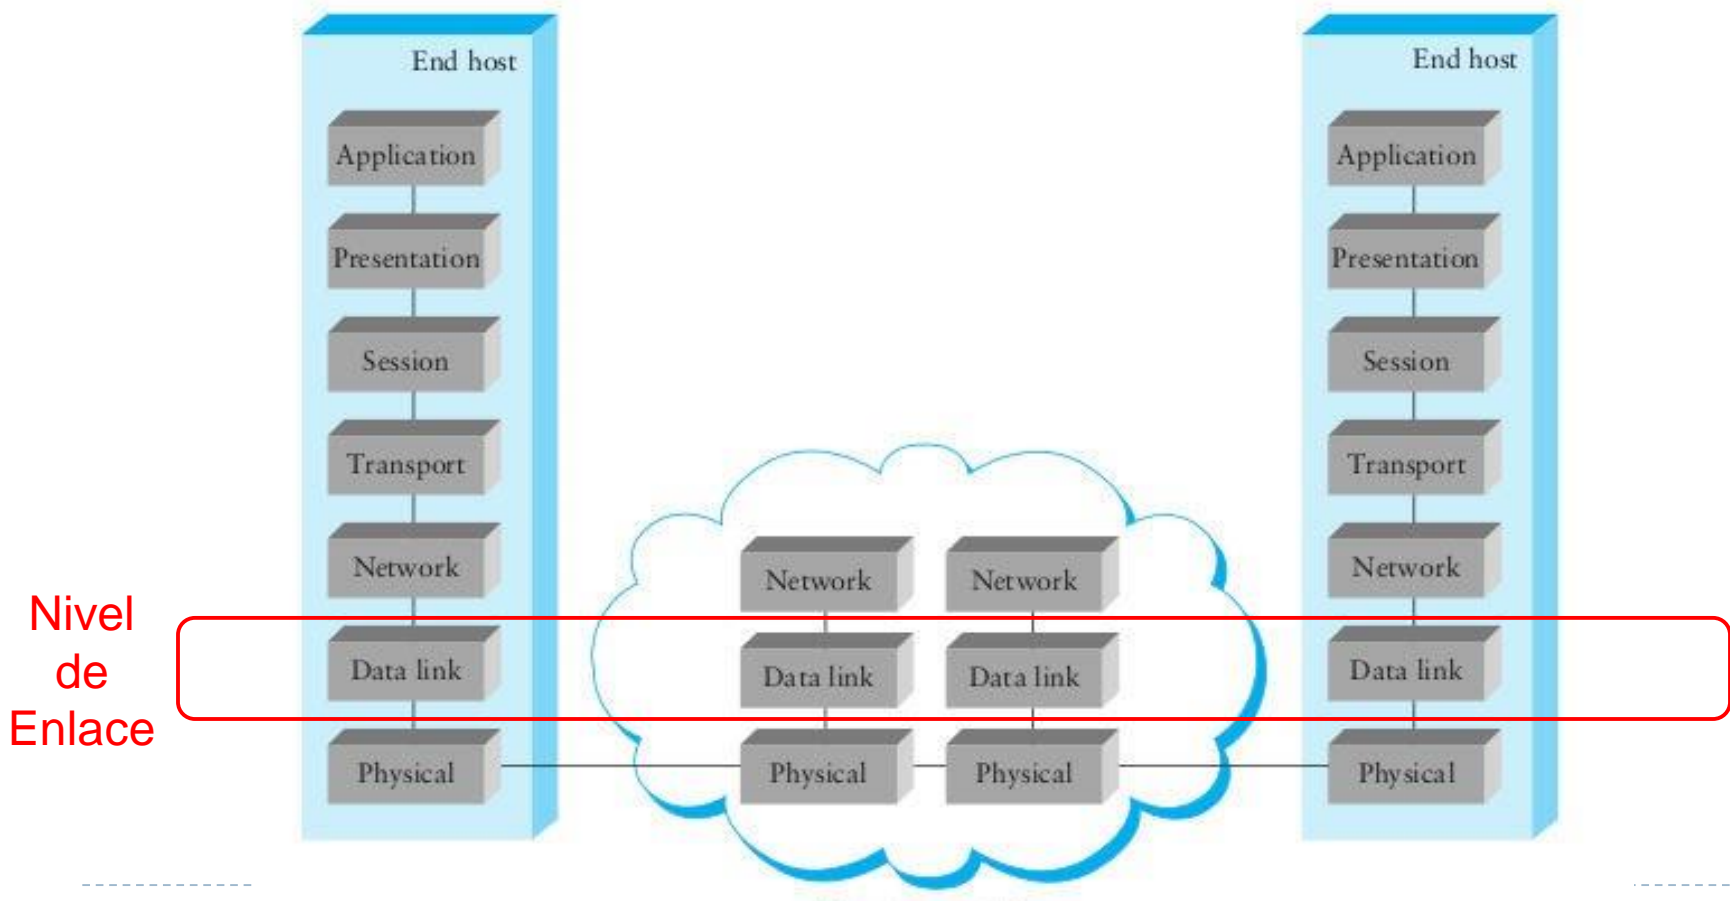 End host
Application
Presentation
Session
Transport
Network
Data link
Physical
Nivel
de
Enlace
Network
Data link
Physical
Network
Data link
Physical
End host
Application
Presentation
Session
Transport
Network
Data link
Physical